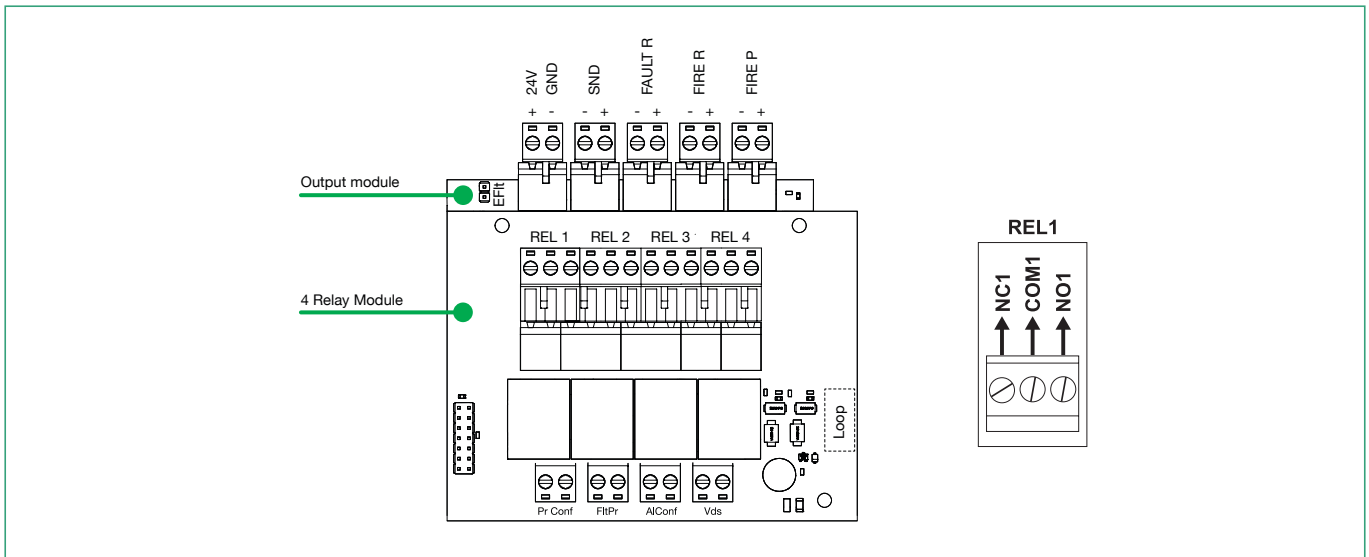 24V GND SND FAULT R FIRE R FIRE P
+ - - + - + - + - +
Output module
EFlt
REL 1 REL 2 REL 3 REL 4
4 Relay Module
Loop
Pr Conf FltPr AlConf Vds
REL1
NC1 COM1 NO1